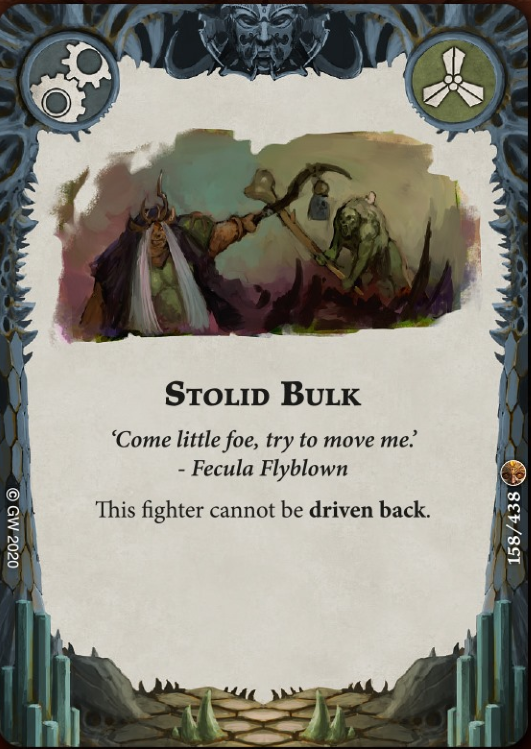 Stolid Bulk
‘Come little foe, try to move me.’
- Fecula Flyblown
This fighter cannot be driven back.
© GW 2020
158/438